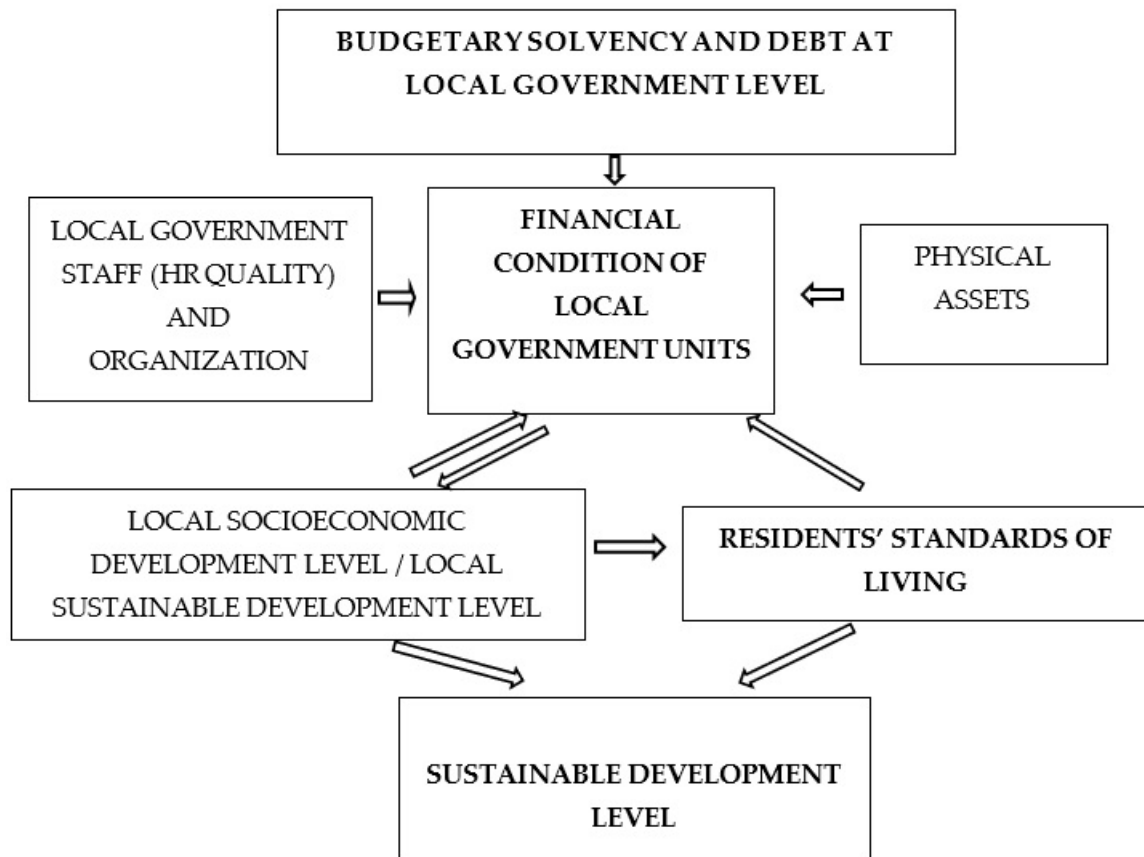 BUDGETARY SOLVENCY AND DEBT AT
LOCAL GOVERNMENT LEVEL
LOCAL GOVERNMENT
STAFF (HR QUALITY)
AND
ORGANIZATION
FINANCIAL
CONDITION OF
LOCAL
GOVERNMENT UNITS
PHYSICAL
ASSETS
LOCAL SOCIOECONOMIC
DEVELOPMENT LEVEL / LOCAL
SUSTAINABLE DEVELOPMENT LEVEL
RESIDENTS’ STANDARDS OF
LIVING
SUSTAINABLE DEVELOPMENT
LEVEL